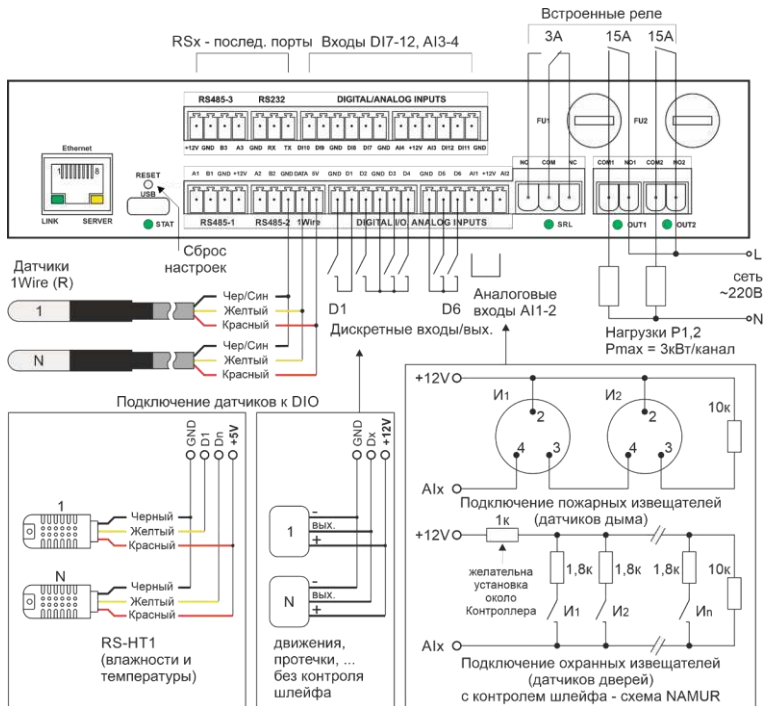 Встроенные реле
RSx - послед. порты Входы DI7-12, AI3-4
3А 15А 15А
RS485-3 RS232 DIGITAL/ANALOG INPUTS
FU1 FU2
+12V GND B3 A3 GND RX TX DI10 DI9 GND DI8 DI7 GND AI4 +12V AI3 DI12 DI11 GND
Ethernet
1 8
RESET
USB
NC COM NC COM1 NO1 COM2 NO2
A1 B1 GND +12V A2 B2 GND DATA 5V GND D1 D2 GND D3 D4 GND D5 D6 AI1 +12V AI2
LINK SERVER
STAT
RS485-1 RS485-2 1Wire DIGITAL I/O, ANALOG INPUTS
SRL OUT1 OUT2
Сброс
настроек
Датчики
1Wire (R)
1
Чер/Син
Желтый
Красный
N
Чер/Син
Желтый
Красный
D1 D6
Дискретные входы/вых.
Аналоговые
входы AI1-2
L
сеть
~220В
N
Нагрузки P1,2
Pmax = 3кВт/канал
Подключение датчиков к DIO
GND
D1
Dn
+5V
1
Черный
Желтый
Красный
N
Черный
Желтый
Красный
RS-HT1
(влажности и
температуры)
GND
Dx
+12V
1
-
вых.
+
N
-
вых.
+
движения,
протечки, ...
без контроля
шлейфа
+12V И1 И2
2 2
10к
4 3 4 3
AIx
Подключение пожарных извещателей
(датчиков дыма)
+12V 1к
желательна
установка
около
Контроллера
1,8к 1,8к 1,8к 10к
И1 И2 Иn
AIx
Подключение охранных извещателей
(датчиков дверей)
с контролем шлейфа - схема NAMUR